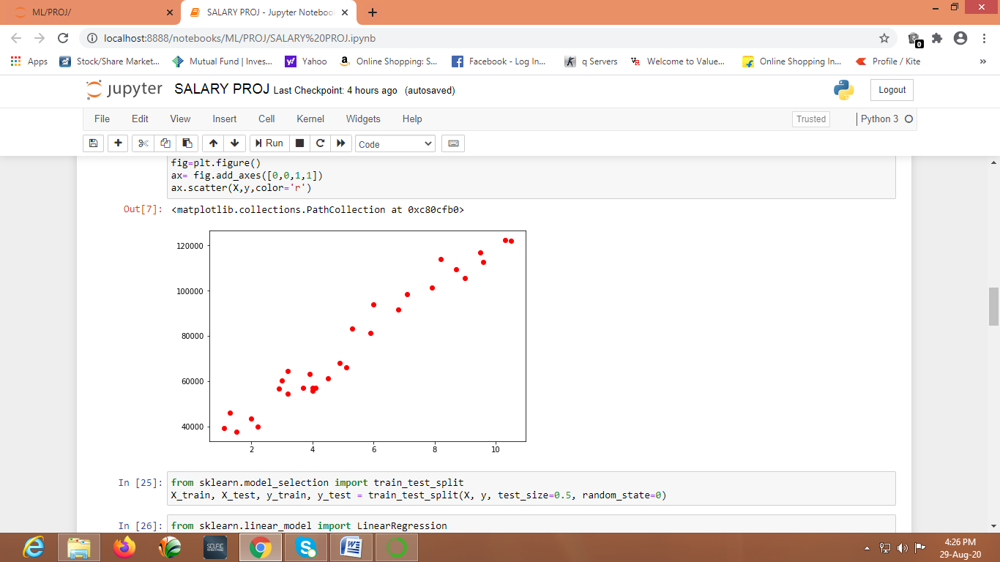 ML/PROJ/
SALARY PROJ - Jupyter Notebook
localhost:8888/notebooks/ML/PROJ/SALARY%20PROJ.ipynb
Apps Stock/Share Market... Mutual Fund | Inves... Yahoo Online Shopping: S... Facebook - Log In... q Servers Welcome to Value... Online Shopping In... Profile / Kite »
jupyter SALARY PROJ Last Checkpoint: 4 hours ago (autosaved)
Logout
File Edit View Insert Cell Kernel Widgets Help Trusted Python 3
Run Code
fig=plt.figure()
ax= fig.add_axes([0,0,1,1])
ax.scatter(X,y,color='r')
Out[7]: <matplotlib.collections.PathCollection at 0xc80cfb0>
120000
100000
80000
60000
40000
2 4 6 8 10
In [25]: from sklearn.model_selection import train_test_split
X_train, X_test, y_train, y_test = train_test_split(X, y, test_size=0.5, random_state=0)
In [26]: from sklearn.linear_model import LinearRegression
4:26 PM
29-Aug-20